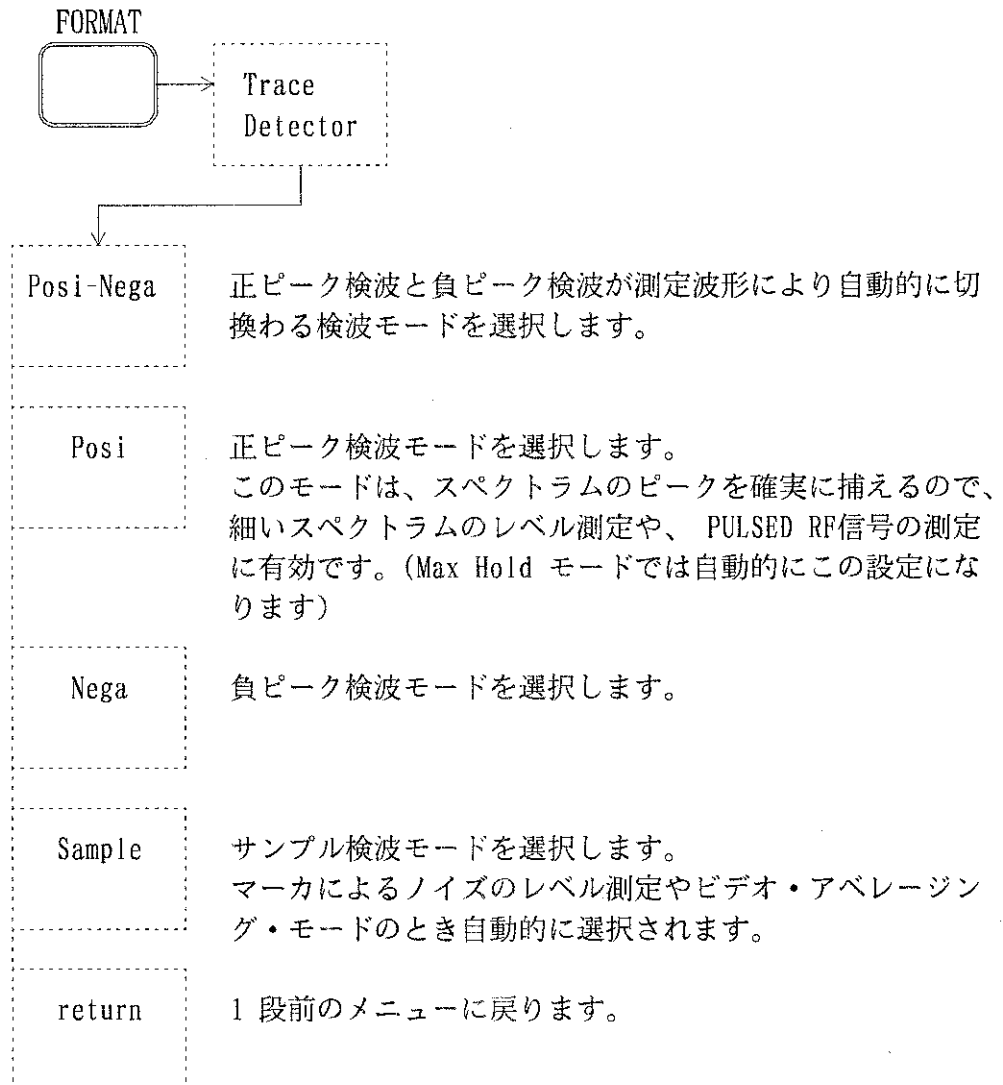 FORMAT
Trace
Detector
Posi-Nega
正ピーク検波と負ピーク検波が測定波形により自動的に切
換わる検波モードを選択します。
Posi
正ピーク検波モードを選択します。
このモードは、スペクトラムのピークを確実に捕えるので、
細いスペクトラムのレベル測定や、 PULSED RF信号の測定
に有効です。(Max Hold モードでは自動的にこの設定にな
ります)
Nega
負ピーク検波モードを選択します。
Sample
サンプル検波モードを選択します。
マーカによるノイズのレベル測定やビデオ・アベレージン
グ・モードのとき自動的に選択されます。
return
1 段前のメニューに戻ります。